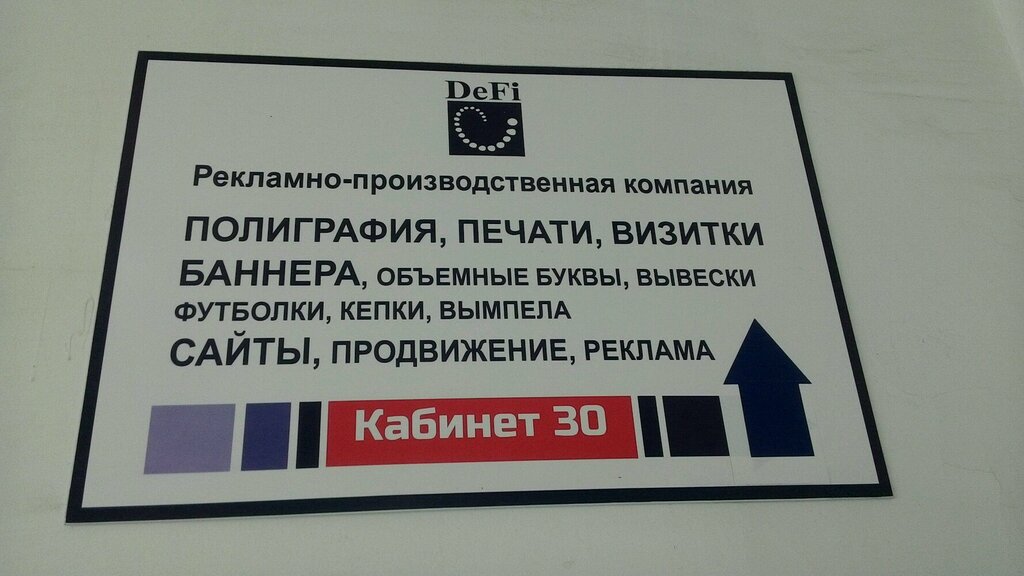 DeFi
Рекламно-производственная компания
ПОЛИГРАФИЯ, ПЕЧАТИ, ВИЗИТКИ
БАННЕРА, ОБЪЕМНЫЕ БУКВЫ, ВЫВЕСКИ
ФУТБОЛКИ, КЕПКИ, ВЫМПЕЛА
САЙТЫ, ПРОДВИЖЕНИЕ, РЕКЛАМА
Кабинет 30